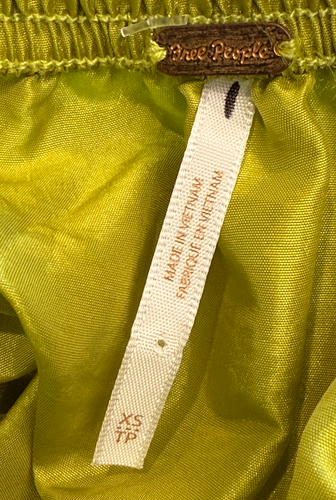 Free People
MADE IN VIETNAM
FABRIQUÉ EN VIETNAM
XS
TP